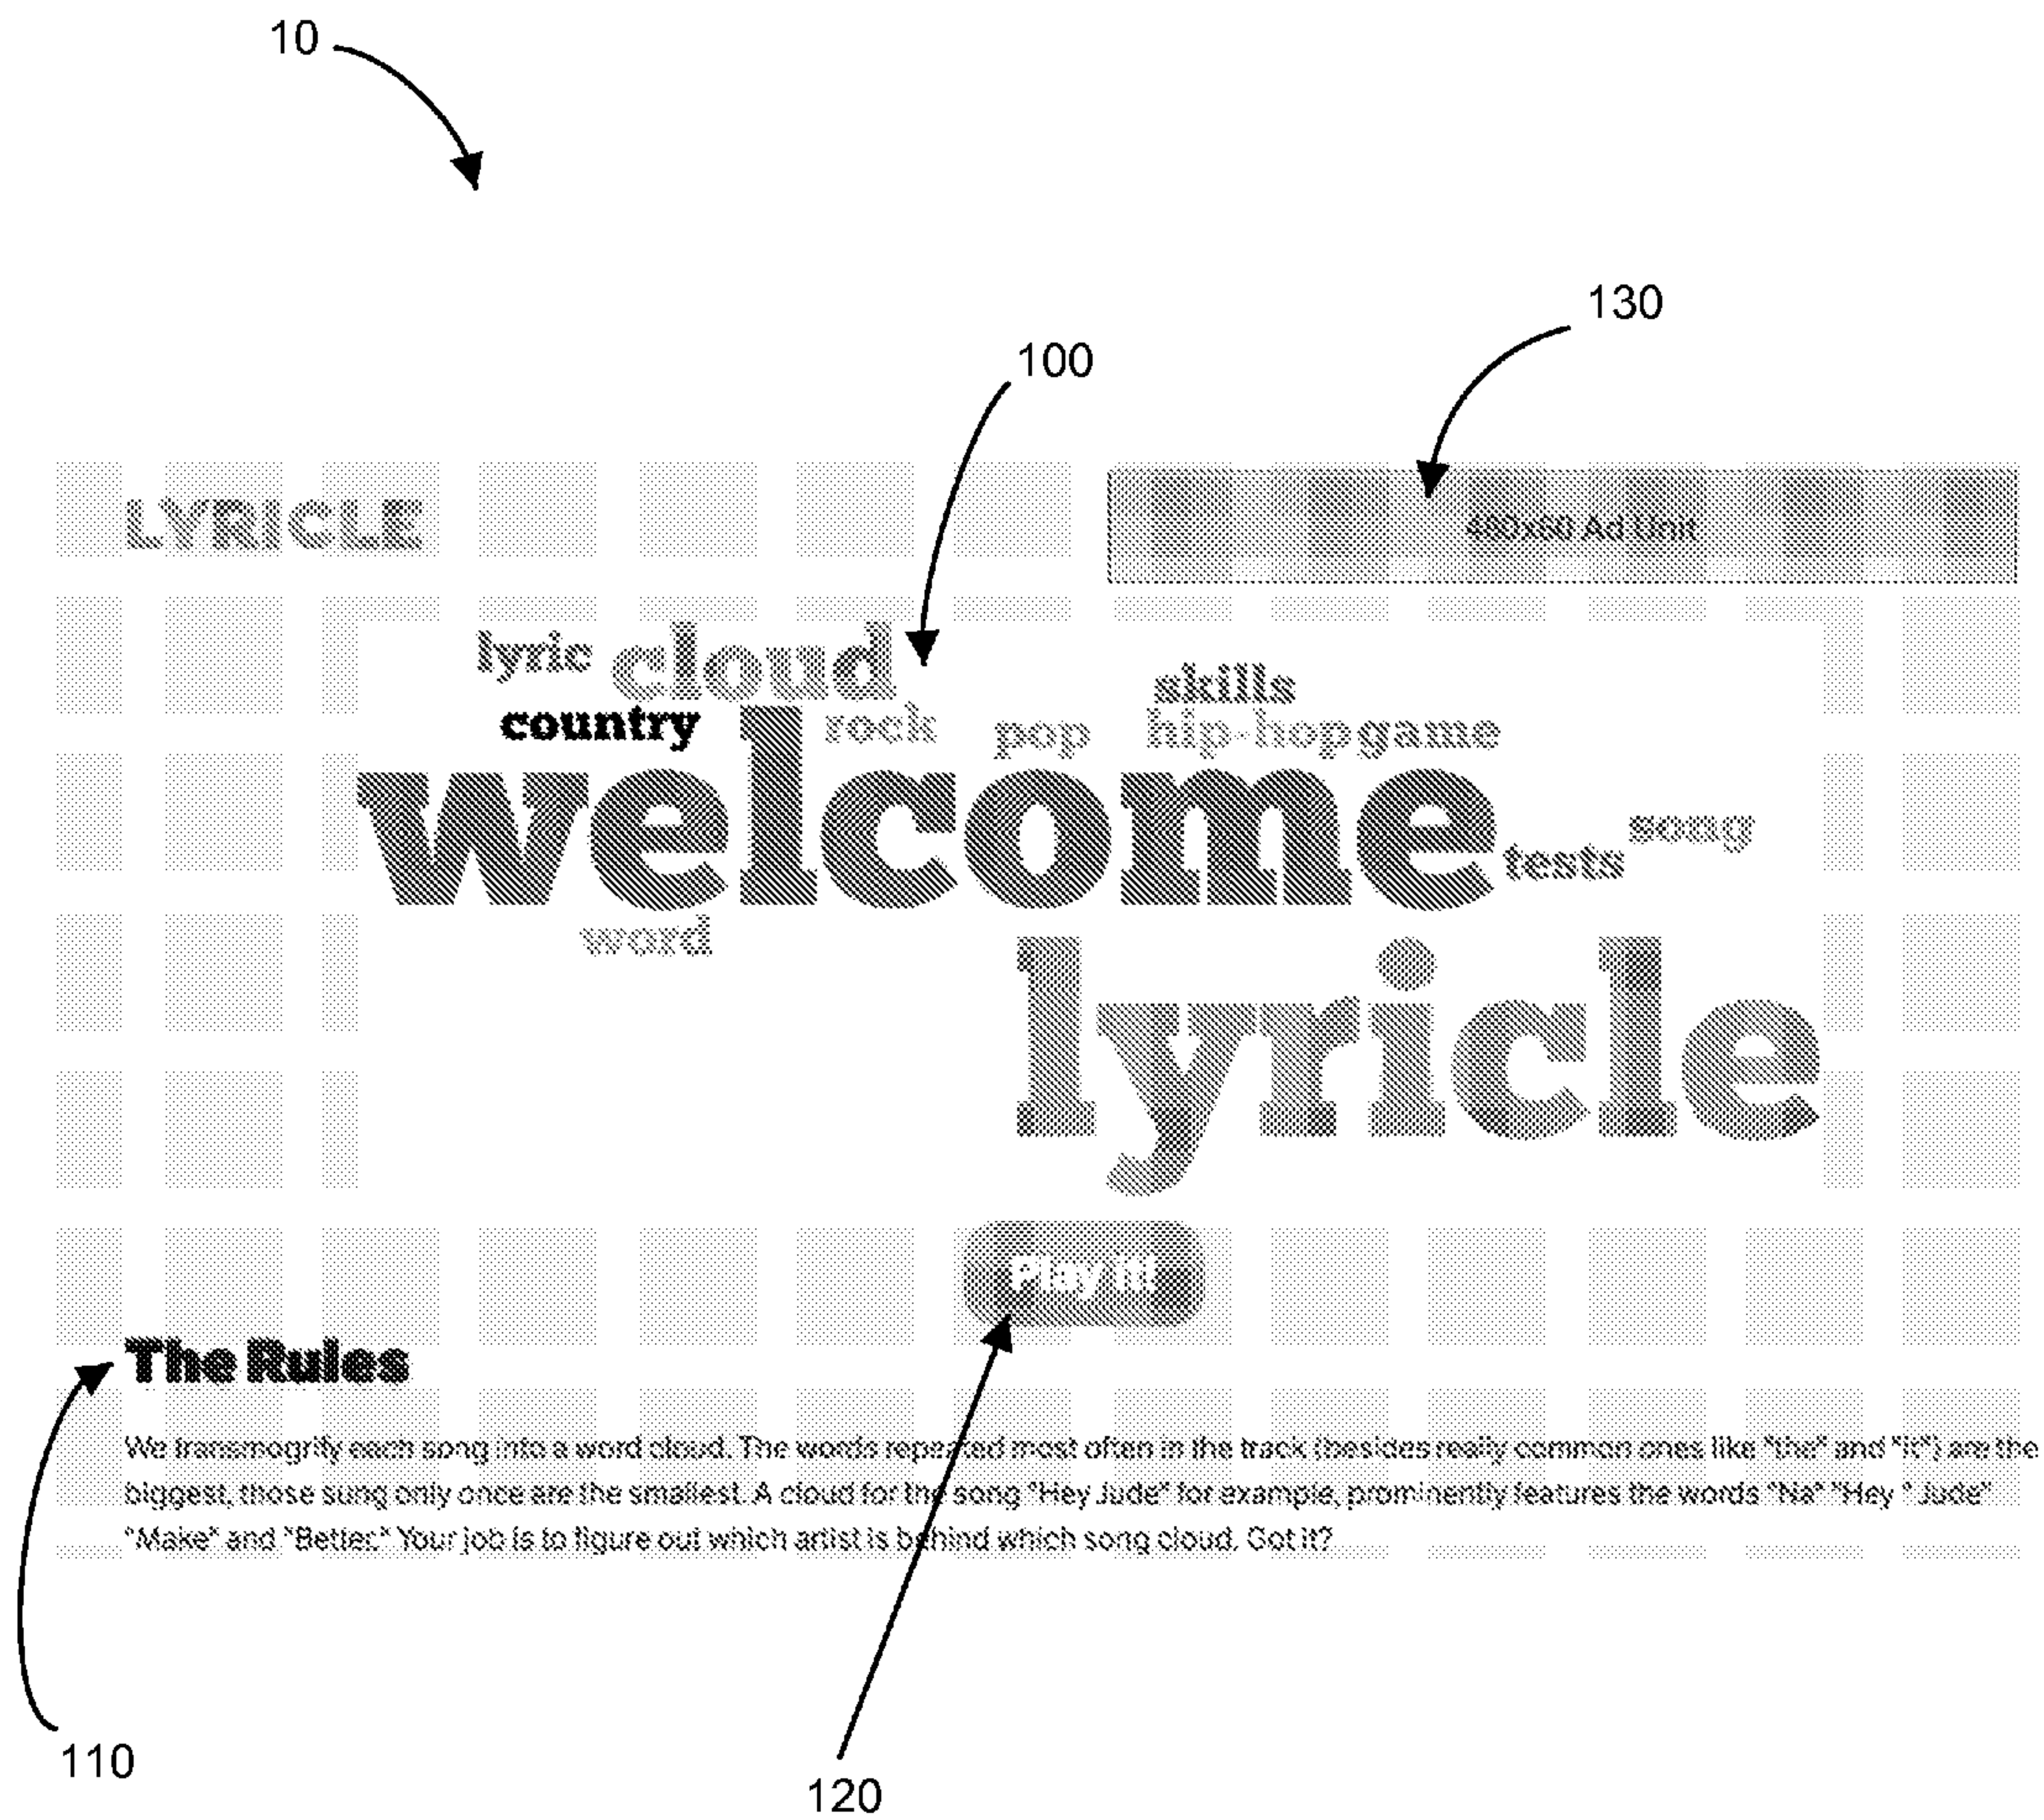 10
130
100
LYRICLE
468x60 Ad Unit
lyric cloud
skills
country rock pop hip-hop game
welcome
tests song
word
lyricle
Play it!
The Rules
We transmogrify each song into a word cloud. The words repeated most often in the track (besides really common ones like "the" and "it") are the
biggest, those sung only once are the smallest. A cloud for the song "Hey Jude" for example, prominently features the words "Na" "Hey " Jude"
"Make" and "Better." Your job is to figure out which artist is behind which song cloud. Got it?
110
120